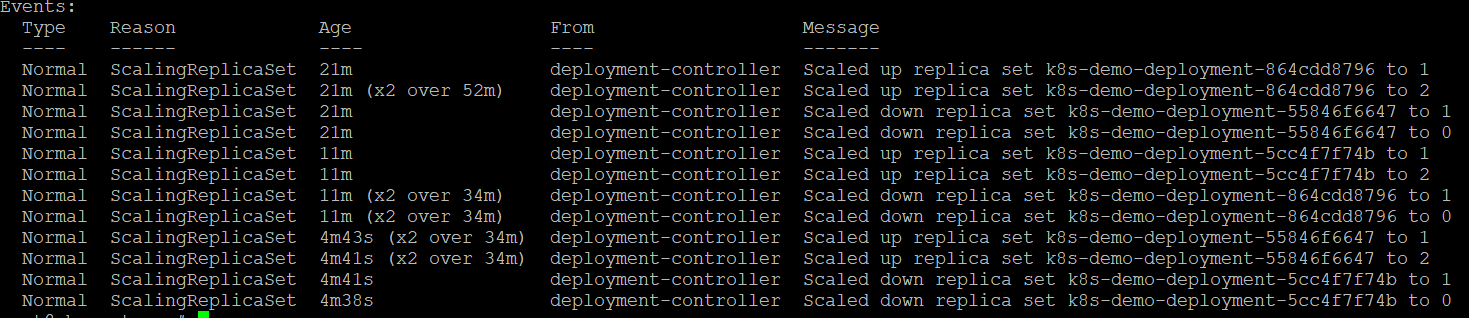 Events:
Type Reason Age From Message
---- ------ ---- ---- -------
Normal ScalingReplicaSet 21m deployment-controller Scaled up replica set k8s-demo-deployment-864cdd8796 to 1
Normal ScalingReplicaSet 21m (x2 over 52m) deployment-controller Scaled up replica set k8s-demo-deployment-864cdd8796 to 2
Normal ScalingReplicaSet 21m deployment-controller Scaled down replica set k8s-demo-deployment-55846f6647 to 1
Normal ScalingReplicaSet 21m deployment-controller Scaled down replica set k8s-demo-deployment-55846f6647 to 0
Normal ScalingReplicaSet 11m deployment-controller Scaled up replica set k8s-demo-deployment-5cc4f7f74b to 1
Normal ScalingReplicaSet 11m deployment-controller Scaled up replica set k8s-demo-deployment-5cc4f7f74b to 2
Normal ScalingReplicaSet 11m (x2 over 34m) deployment-controller Scaled down replica set k8s-demo-deployment-864cdd8796 to 1
Normal ScalingReplicaSet 11m (x2 over 34m) deployment-controller Scaled down replica set k8s-demo-deployment-864cdd8796 to 0
Normal ScalingReplicaSet 4m43s (x2 over 34m) deployment-controller Scaled up replica set k8s-demo-deployment-55846f6647 to 1
Normal ScalingReplicaSet 4m41s (x2 over 34m) deployment-controller Scaled up replica set k8s-demo-deployment-55846f6647 to 2
Normal ScalingReplicaSet 4m41s deployment-controller Scaled down replica set k8s-demo-deployment-5cc4f7f74b to 1
Normal ScalingReplicaSet 4m38s deployment-controller Scaled down replica set k8s-demo-deployment-5cc4f7f74b to 0